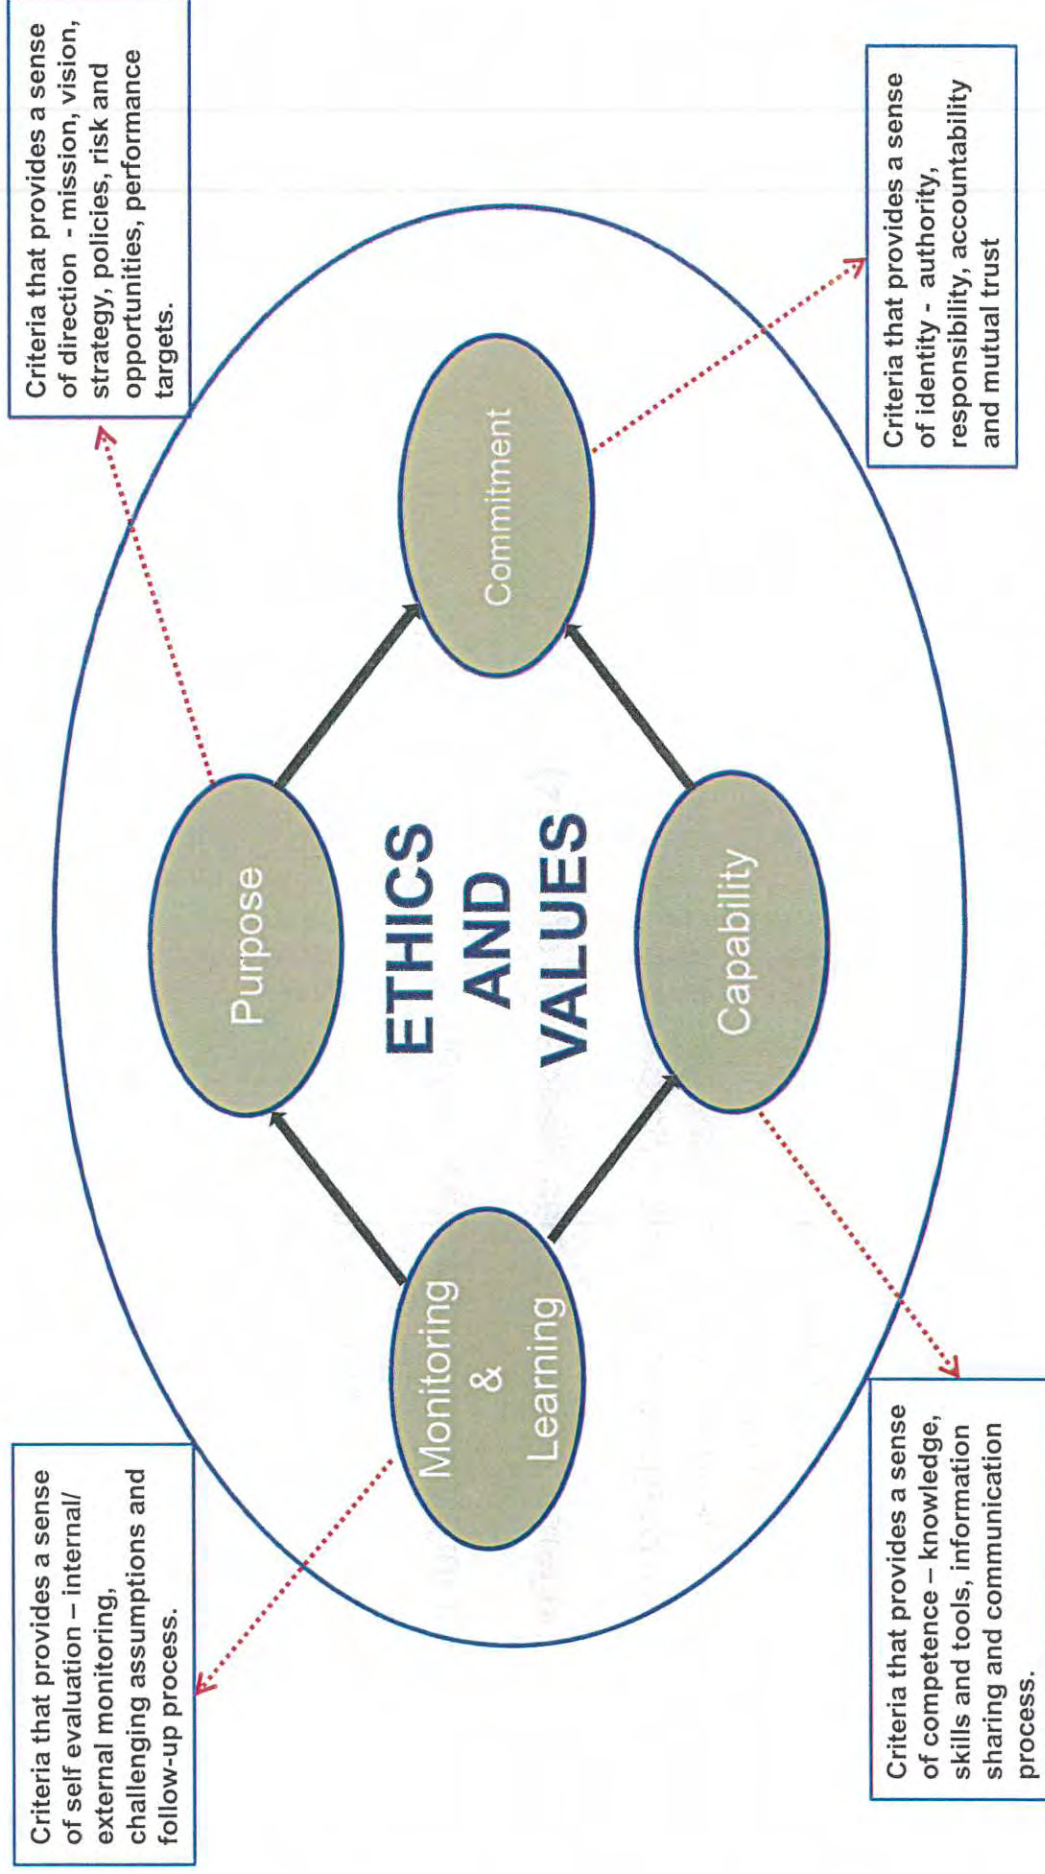 Criteria that provides a sense
of self evaluation – internal/
external monitoring,
challenging assumptions and
follow-up process.
Criteria that provides a sense
of direction - mission, vision,
strategy, policies, risk and
opportunities, performance
targets.
Purpose
Monitoring
&
Learning
ETHICS
AND
VALUES
Commitment
Capability
Criteria that provides a sense
of competence – knowledge,
skills and tools, information
sharing and communication
process.
Criteria that provides a sense
of identity - authority,
responsibility, accountability
and mutual trust